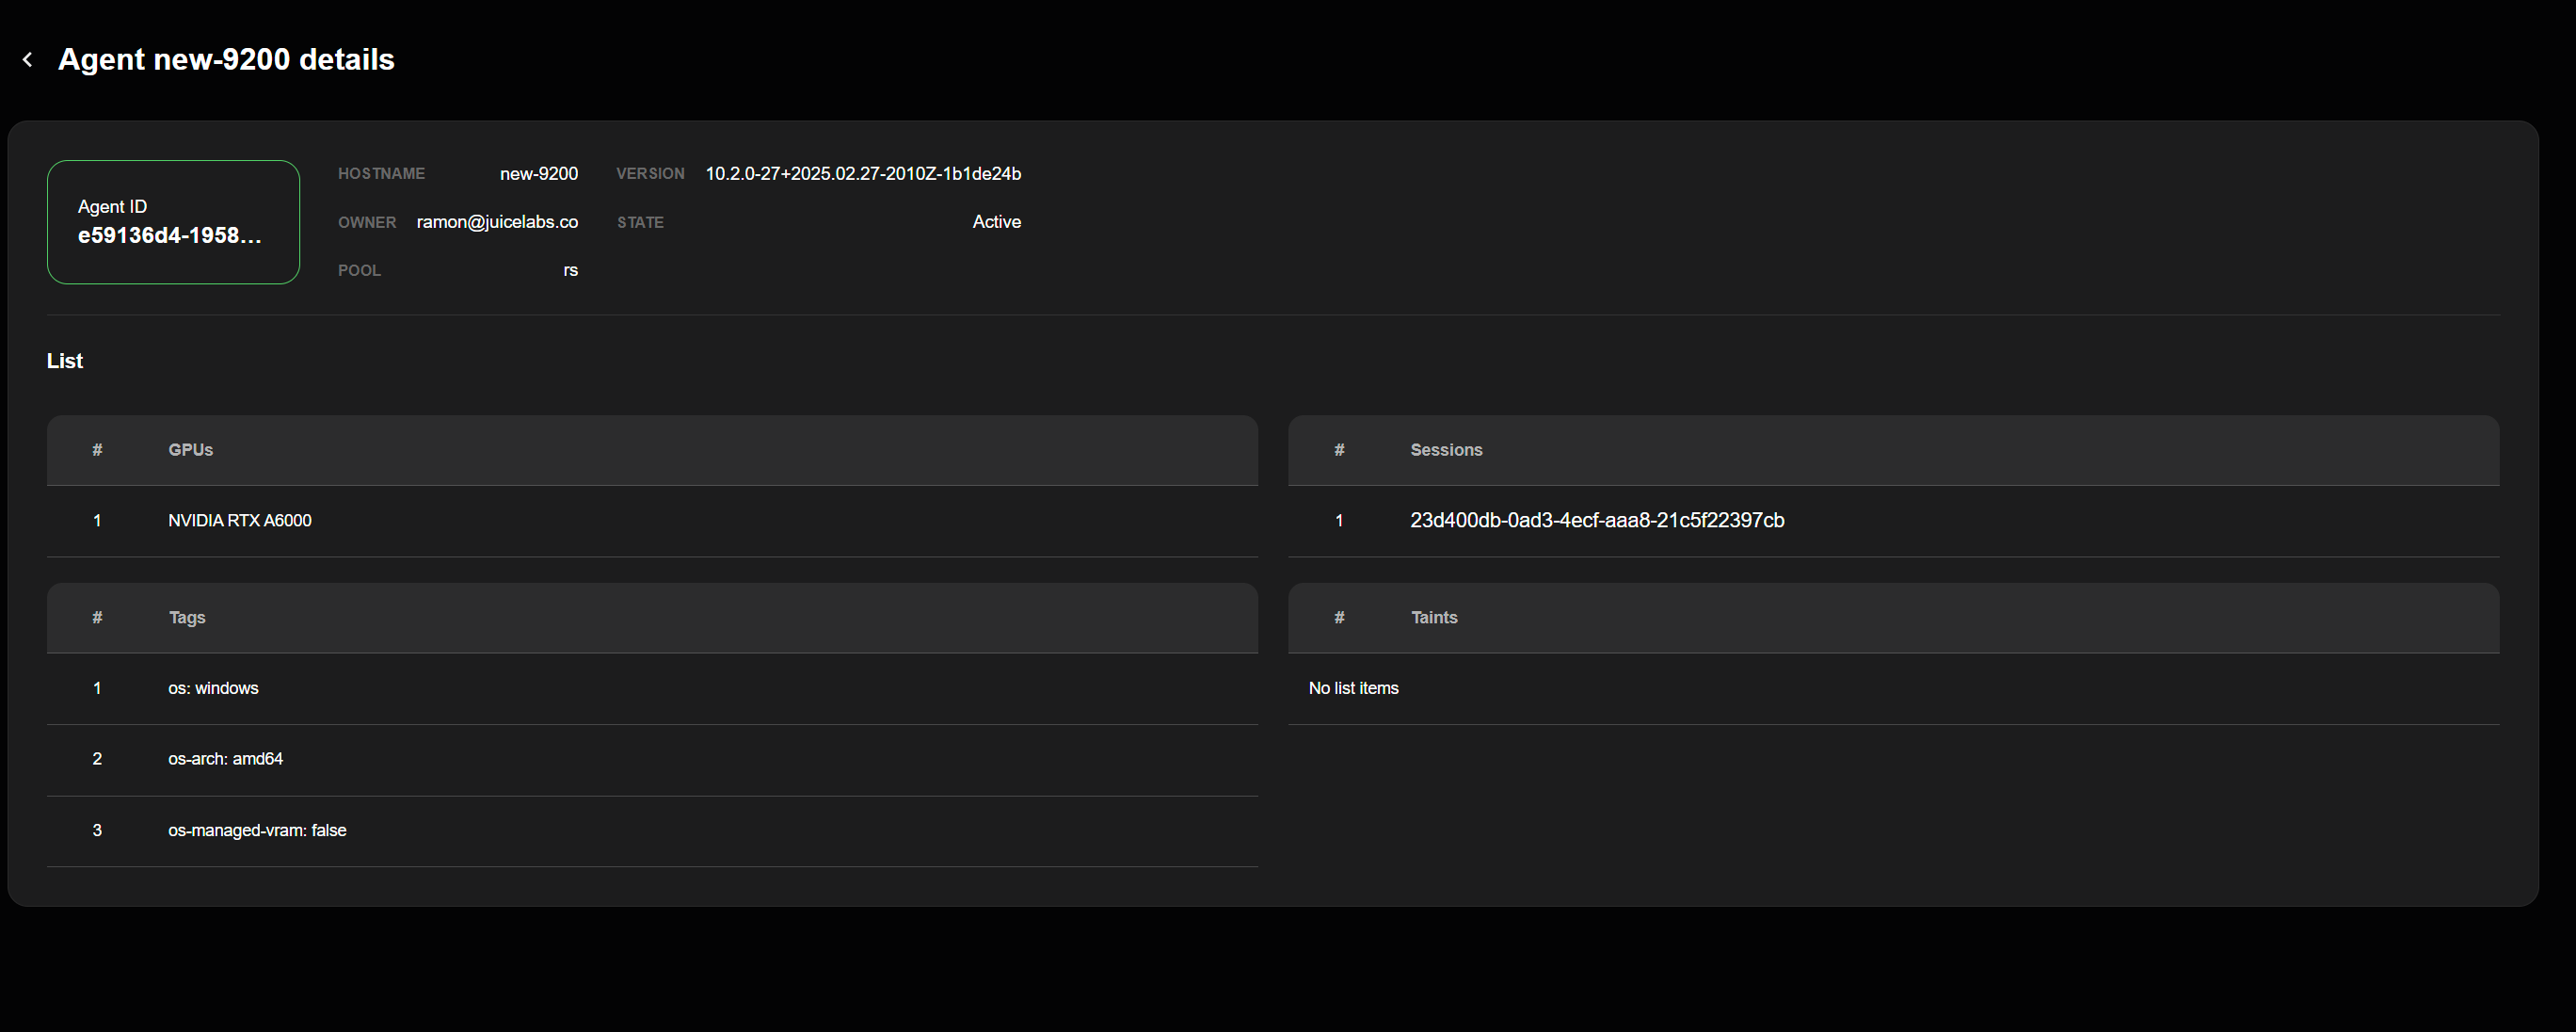 Agent new-9200 details
Agent ID
e59136d4-1958...
HOSTNAME new-9200
OWNER ramon@juicelabs.co
POOL rs
VERSION 10.2.0-27+2025.02.27-2010Z-1b1de24b
STATE Active
List
# GPUs
1 NVIDIA RTX A6000
# Sessions
1 23d400db-0ad3-4ecf-aaa8-21c5f22397cb
# Tags
1 os: windows
2 os-arch: amd64
3 os-managed-vram: false
# Taints
No list items